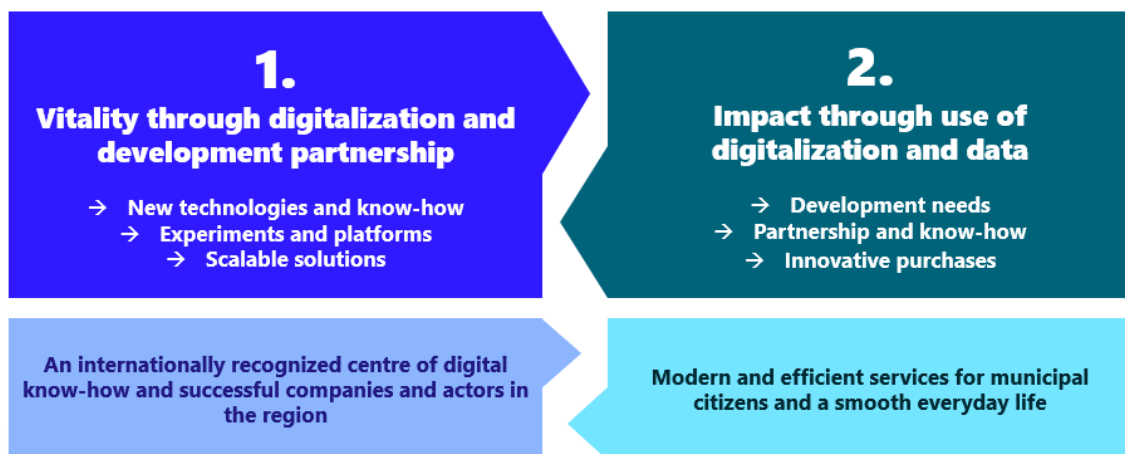 1.
Vitality through digitalization and
development partnership
→ New technologies and know-how
→ Experiments and platforms
→ Scalable solutions
2.
Impact through use of
digitalization and data
→ Development needs
→ Partnership and know-how
→ Innovative purchases
An internationally recognized centre of digital
know-how and successful companies and actors in
the region
Modern and efficient services for municipal
citizens and a smooth everyday life